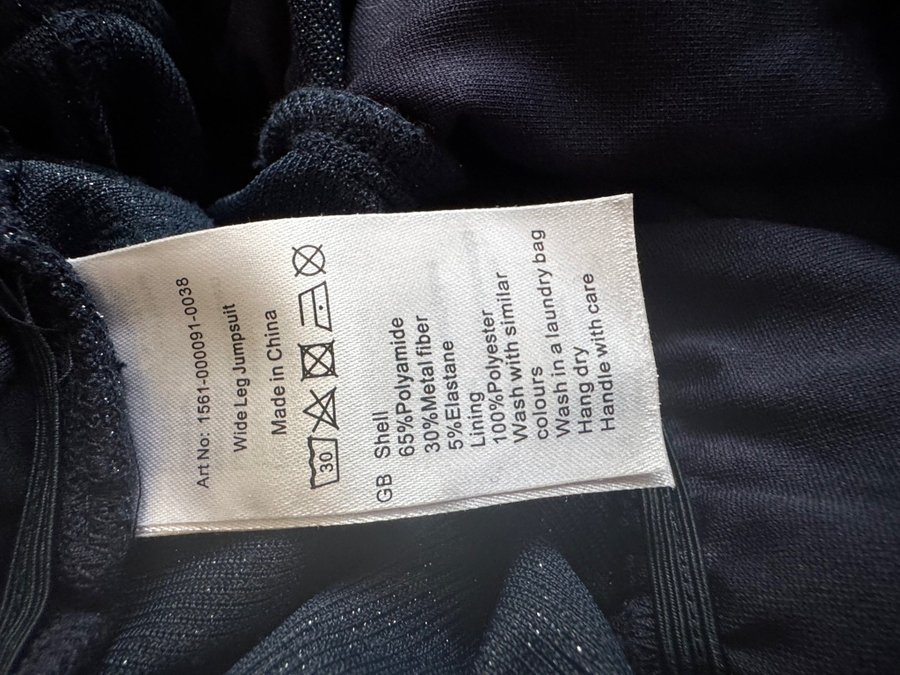 Art No: 1561-000091-0038
Wide Leg Jumpsuit
Made in China
30
GB Shell
65%Polyamide
30%Metal fiber
5%Elastane
Lining
100%Polyester
Wash with similar
colours
Wash in a laundry bag
Hang dry
Handle with care